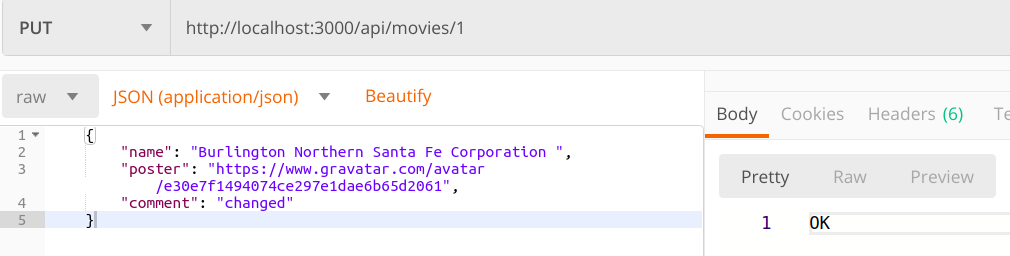 PUT http://localhost:3000/api/movies/1
raw JSON (application/json) Beautify
Body Cookies Headers (6) Te
1 {
2 "name": "Burlington Northern Santa Fe Corporation ",
3 "poster": "https://www.gravatar.com/avatar
/e30e7f1494074ce297e1dae6b65d2061",
4 "comment": "changed"
5 }
Pretty Raw Preview
1 OK